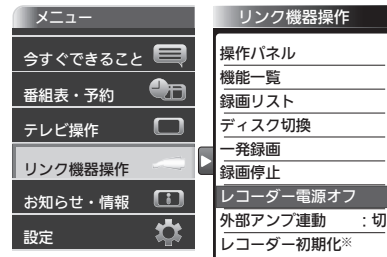 メニュー
今すぐできること
番組表・予約
テレビ操作
リンク機器操作
お知らせ・情報
設定
リンク機器操作
操作パネル
機能一覧
録画リスト
ディスク切換
一発録画
録画停止
レコーダー電源オフ
外部アンプ連動 :切
レコーダー初期化※